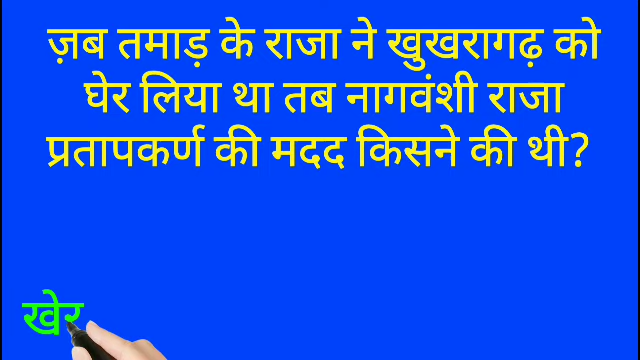 ज़ब तमाड़ के राजा ने खुखरागढ़ को
घेर लिया था तब नागवंशी राजा
प्रतापकर्ण की मदद किसने की थी?
खेर